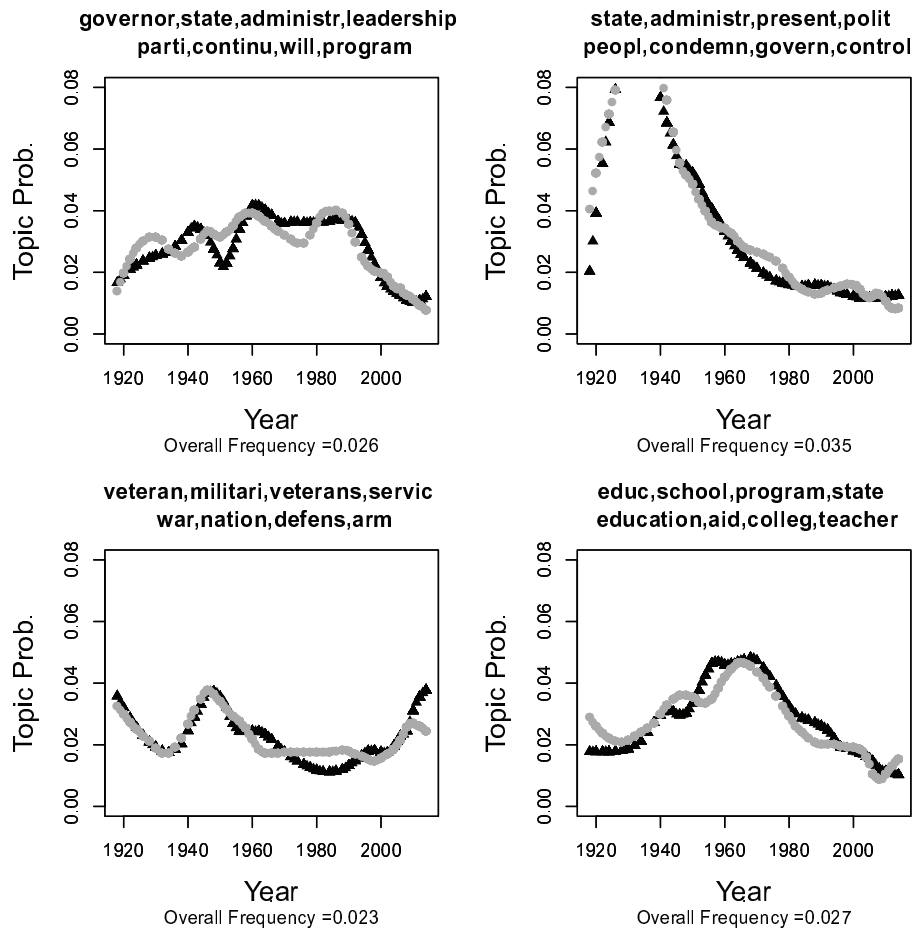 governor,state,administr,leadership
parti,continu,will,program
0.08
0.06
0.04
0.02
0.00
Topic Prob.
1920 1940 1960 1980 2000
Year
Overall Frequency =0.026
state,administr,present,polit
peopl,condemn,govern,control
0.08
0.06
0.04
0.02
0.00
Topic Prob.
1920 1940 1960 1980 2000
Year
Overall Frequency =0.035
veteran,militari,veterans,servic
war,nation,defens,arm
0.08
0.06
0.04
0.02
0.00
Topic Prob.
1920 1940 1960 1980 2000
Year
Overall Frequency =0.023
educ,school,program,state
education,aid,colleg,teacher
0.08
0.06
0.04
0.02
0.00
Topic Prob.
1920 1940 1960 1980 2000
Year
Overall Frequency =0.027